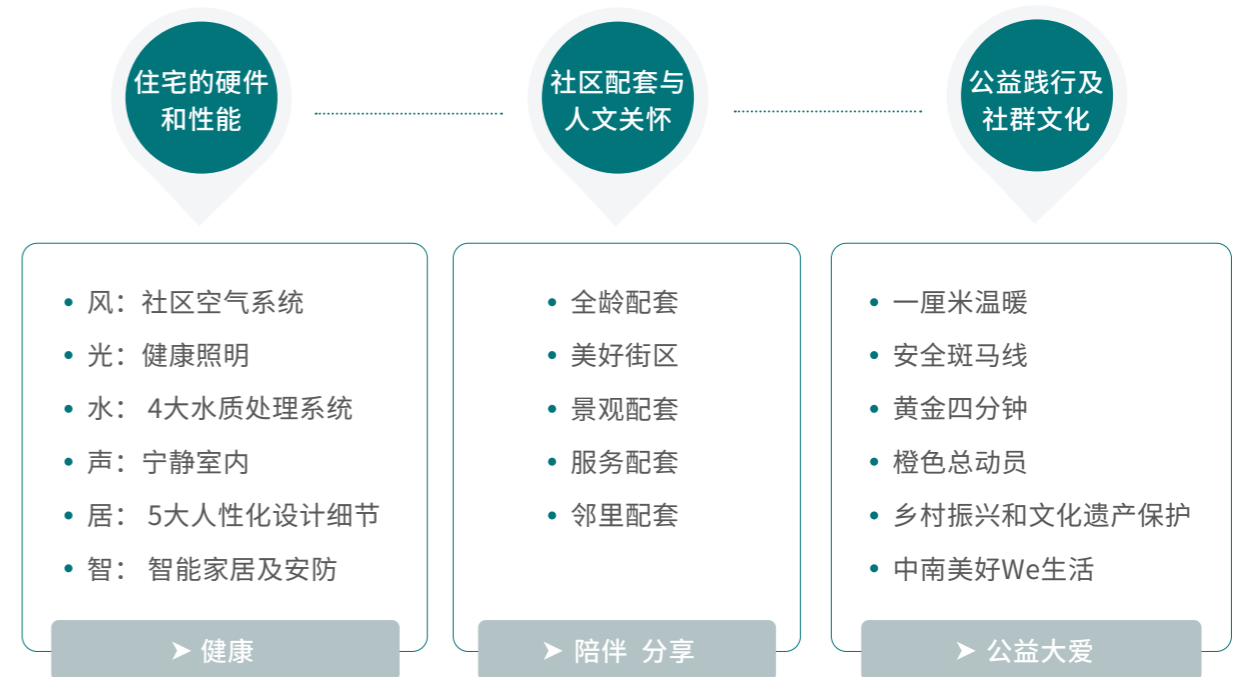 住宅的硬件
和性能
社区配套与
人文关怀
公益践行及
社群文化
风：社区空气系统
光：健康照明
水： 4大水质处理系统
声：宁静室内
居： 5大人性化设计细节
智： 智能家居及安防
➤ 健康
全龄配套
美好街区
景观配套
服务配套
邻里配套
➤ 陪伴 分享
一厘米温暖
安全斑马线
黄金四分钟
橙色总动员
乡村振兴和文化遗产保护
中南美好We生活
➤ 公益大爱